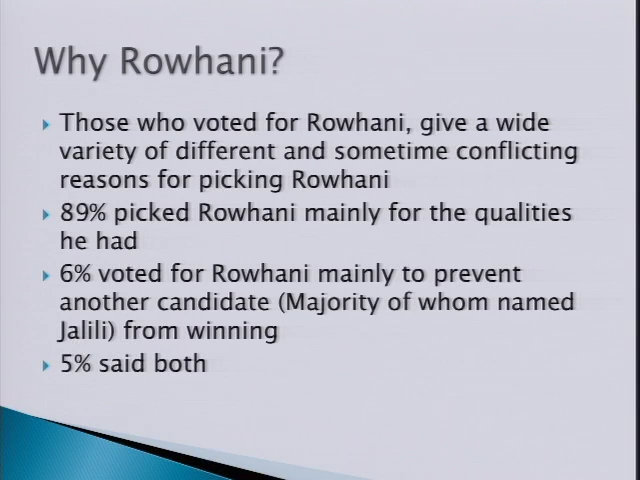 Why Rowhani?
Those who voted for Rowhani, give a wide
variety of different and sometime conflicting
reasons for picking Rowhani
89% picked Rowhani mainly for the qualities
he had
6% voted for Rowhani mainly to prevent
another candidate (Majority of whom named
Jalili) from winning
5% said both